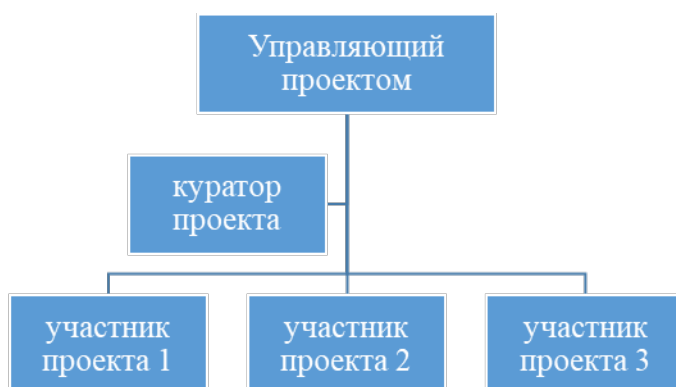 Управляющий
проектом
куратор
проекта
участник
проекта 1
участник
проекта 2
участник
проекта 3